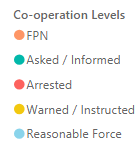 Co-operation Levels
FPN
Asked / Informed
Arrested
Warned / Instructed
Reasonable Force